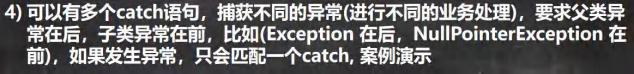 4) 可以有多个catch语句，捕获不同的异常(进行不同的业务处理)，要求父类异
常在后，子类异常在前，比如(Exception 在后，NullPointerException 在
前)，如果发生异常，只会匹配一个catch, 案例演示